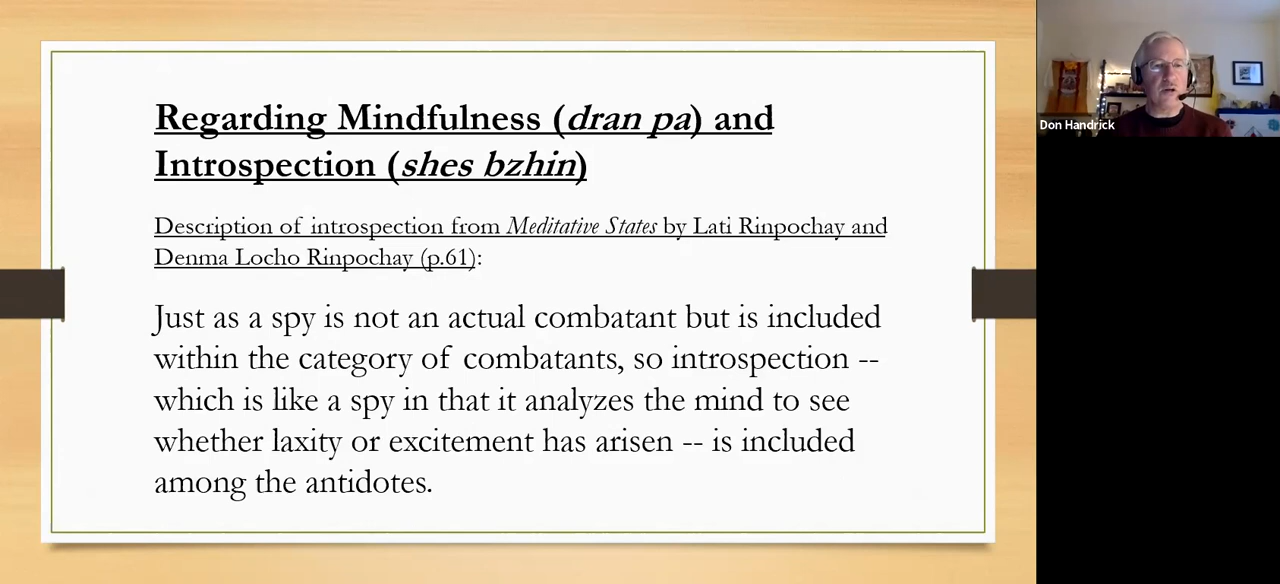 Regarding Mindfulness (dran pa) and
Introspection (shes bzhin)
Description of introspection from Meditative States by Lati Rinpochay and
Denma Locho Rinpochay (p.61):
Just as a spy is not an actual combatant but is included
within the category of combatants, so introspection --
which is like a spy in that it analyzes the mind to see
whether laxity or excitement has arisen -- is included
among the antidotes.
Don Handrick